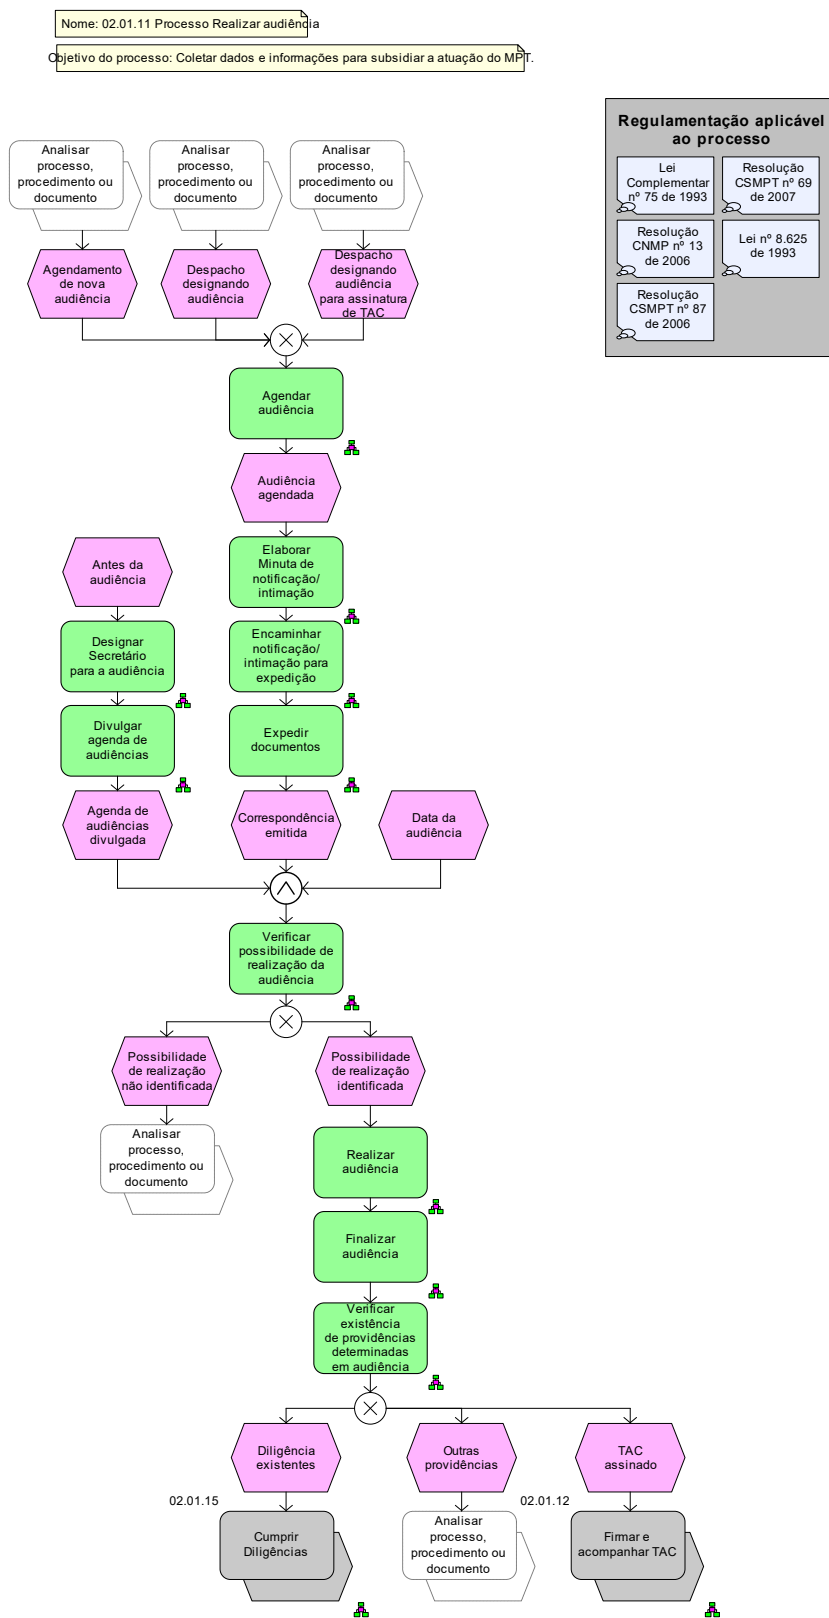 Nome: 02.01.11 Processo Realizar audiência
Objetivo do processo: Coletar dados e informações para subsidiar a atuação do MPT.
Regulamentação aplicável
ao processo
Lei
Complementar
nº 75 de 1993
Resolução
CSMPT nº 69
de 2007
Resolução
CNMP nº 13
de 2006
Lei nº 8.625
de 1993
Resolução
CSMPT nº 87
de 2006
Analisar
processo,
procedimento ou
documento
Analisar
processo,
procedimento ou
documento
Analisar
processo,
procedimento ou
documento
Agendamento
de nova
audiência
Despacho
designando
audiência
Despacho
designando
audiência
para assinatura
de TAC
Agendar
audiência
Audiência
agendada
Antes da
audiência
Elaborar
Minuta de
notificação/
intimação
Designar
Secretário
para a audiência
Encaminhar
notificação/
intimação para
expedição
Divulgar
agenda de
audiências
Expedir
documentos
Agenda de
audiências
divulgada
Correspondência
emitida
Data da
audiência
Verificar
possibilidade de
realização da
audiência
Possibilidade
de realização
não identificada
Possibilidade
de realização
identificada
Analisar
processo,
procedimento ou
documento
Realizar
audiência
Finalizar
audiência
Verificar
existência
de providências
determinadas
em audiência
Diligência
existentes
Outras
providências
TAC
assinado
02.01.15
Cumprir
Diligências
Analisar
processo,
procedimento ou
documento
02.01.12
Firmar e
acompanhar TAC